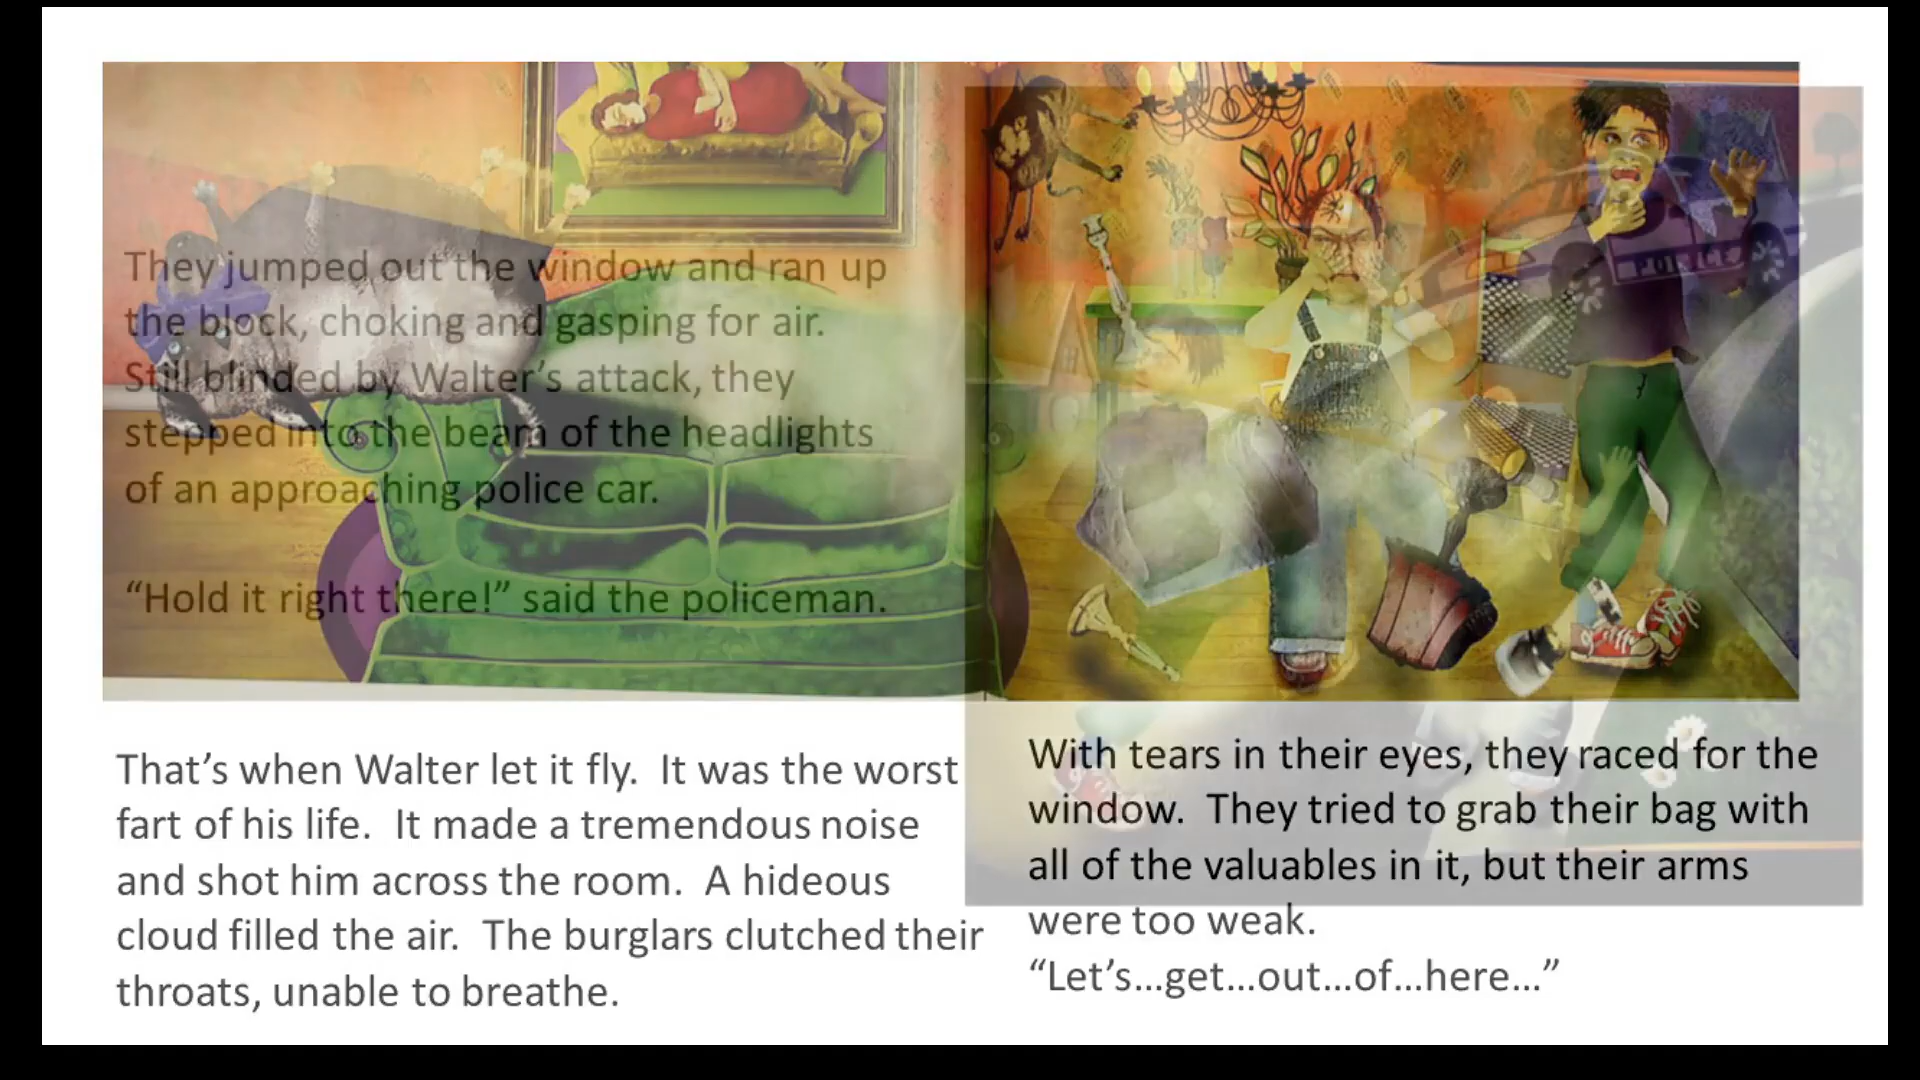 They jumped out the window and ran up
the block, choking and gasping for air.
Still blinded by Walter’s attack, they
stepped into the beam of the headlights
of an approaching police car.
“Hold it right there!” said the policeman.
POLICE
That’s when Walter let it fly.  It was the worst
fart of his life.  It made a tremendous noise
and shot him across the room.  A hideous
cloud filled the air.  The burglars clutched their
throats, unable to breathe.
With tears in their eyes, they raced for the
window.  They tried to grab their bag with
all of the valuables in it, but their arms
were too weak.
“Let’s...get...out...of...here...”